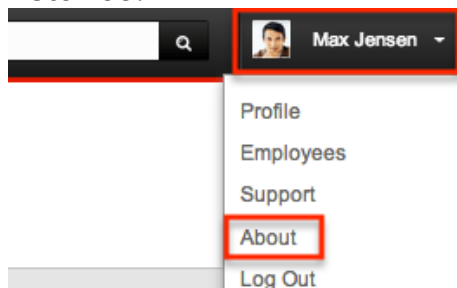 Max Jensen
Profile
Employees
Support
About
Log Out